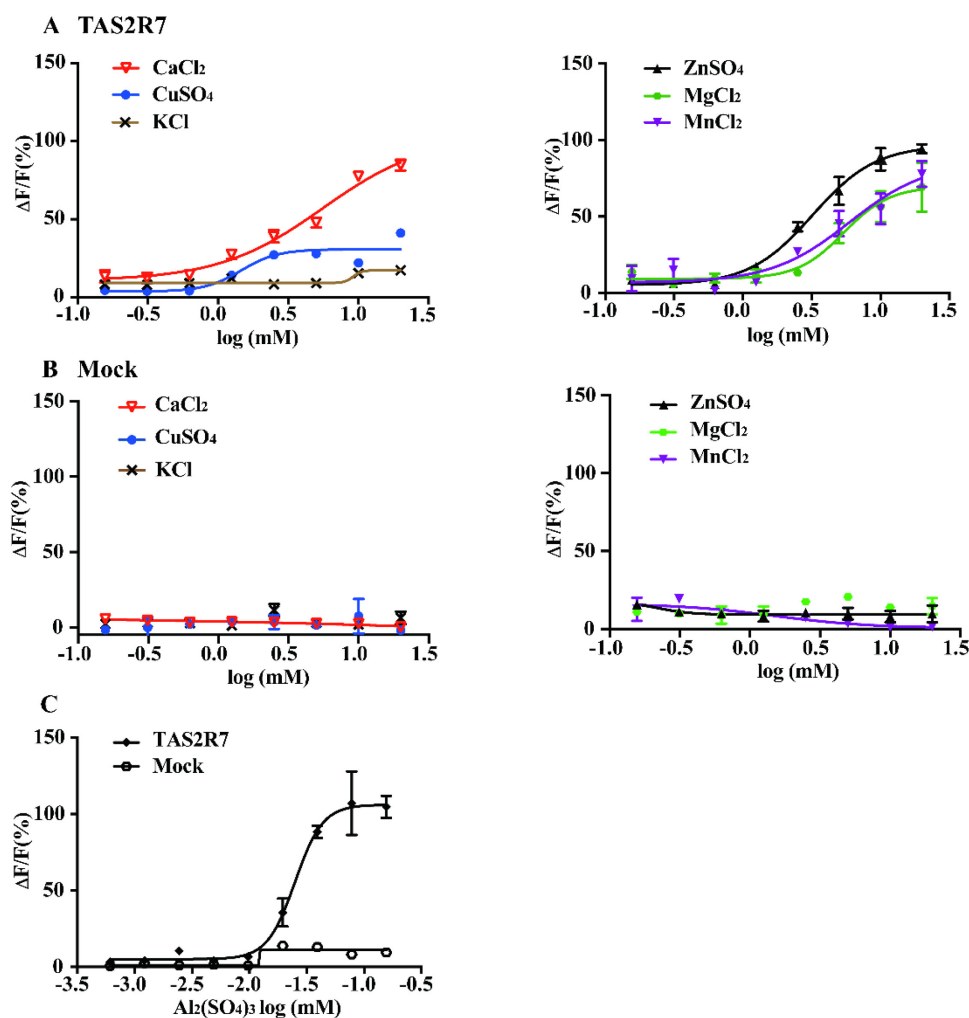 A TAS2R7
150
100
50
0
ΔF/F(%)
CaCl₂
CuSO₄
KCl
-1.0 -0.5 0.0 0.5 1.0 1.5
log (mM)
150
100
50
0
ΔF/F(%)
ZnSO₄
MgCl₂
MnCl₂
-1.0 -0.5 0.0 0.5 1.0 1.5
log (mM)
B Mock
150
100
50
0
ΔF/F(%)
CaCl₂
CuSO₄
KCl
-1.0 -0.5 0.0 0.5 1.0 1.5
log (mM)
150
100
50
0
ΔF/F(%)
ZnSO₄
MgCl₂
MnCl₂
-1.0 -0.5 0.0 0.5 1.0 1.5
log (mM)
C
150
100
50
0
ΔF/F(%)
TAS2R7
Mock
-3.5 -3.0 -2.5 -2.0 -1.5 -1.0 -0.5
Al₂(SO₄)₃ log (mM)